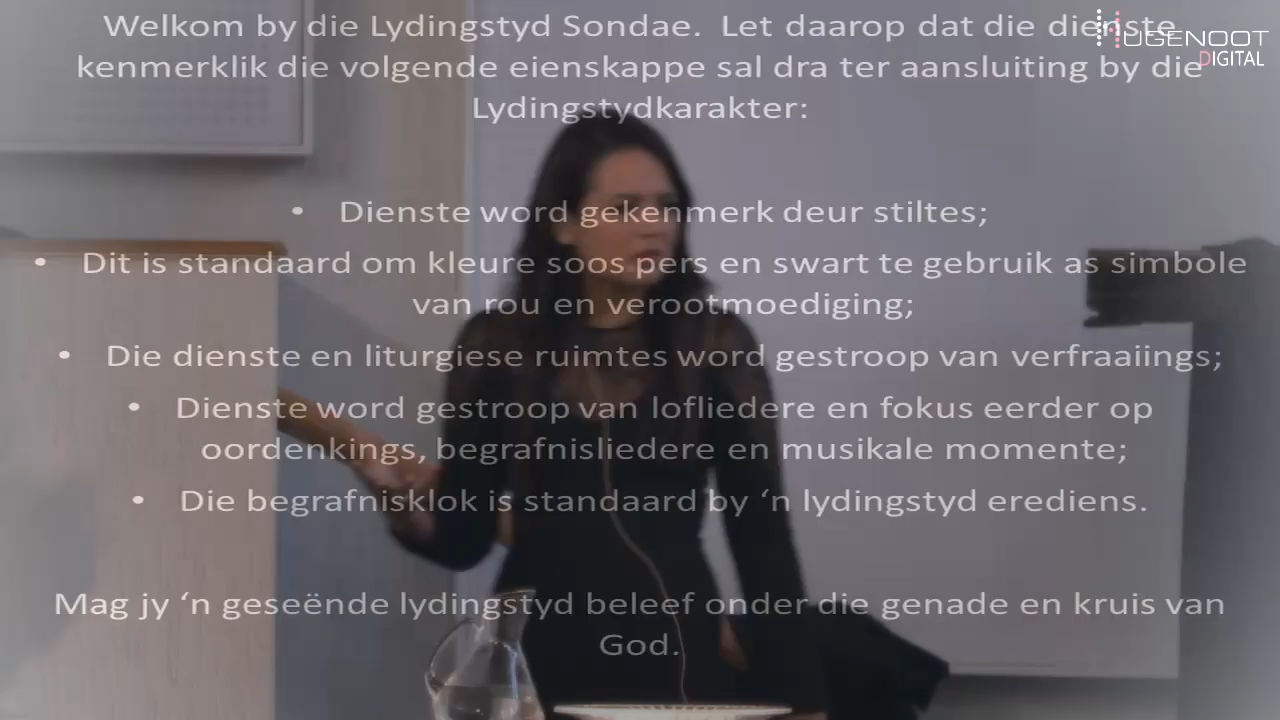 Welkom by die Lydingstyd Sondae. Let daarop dat die dienste
HUGENOOT
kenmerklik die volgende eienskappe sal dra ter aansluiting by die
DIGITAL
Lydingstydkarakter:
• Dienste word gekenmerk deur stiltes;
• Dit is standaard om kleure soos pers en swart te gebruik as simbole
van rou en verootmoediging;
• Die dienste en liturgiese ruimtes word gestroop van verfraaiings;
• Dienste word gestroop van lofliedere en fokus eerder op
oordenkings, begrafnisliedere en musikale momente;
• Die begrafnisklok is standaard by ‘n lydingstyd erediens.
Mag jy ‘n geseënde lydingstyd beleef onder die genade en kruis van
God.